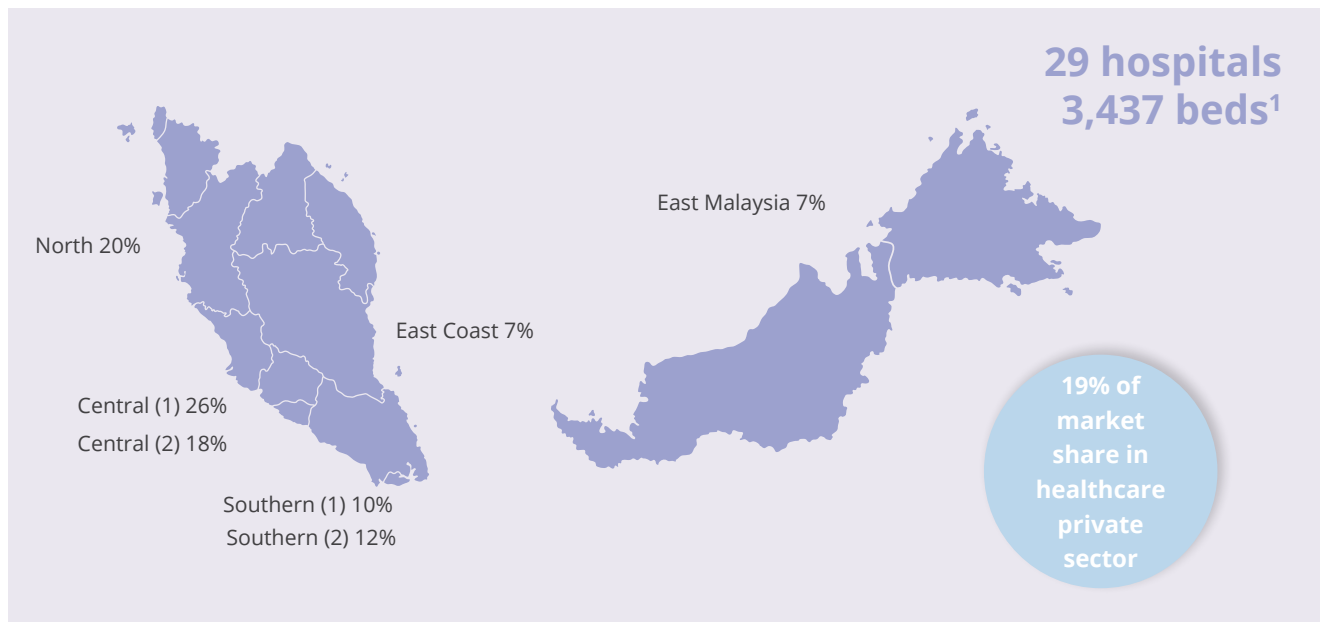 29 hospitals
3,437 beds¹
East Malaysia 7%
North 20%
East Coast 7%
Central (1) 26%
Central (2) 18%
Southern (1) 10%
Southern (2) 12%
19% of
market
share in
healthcare
private
sector